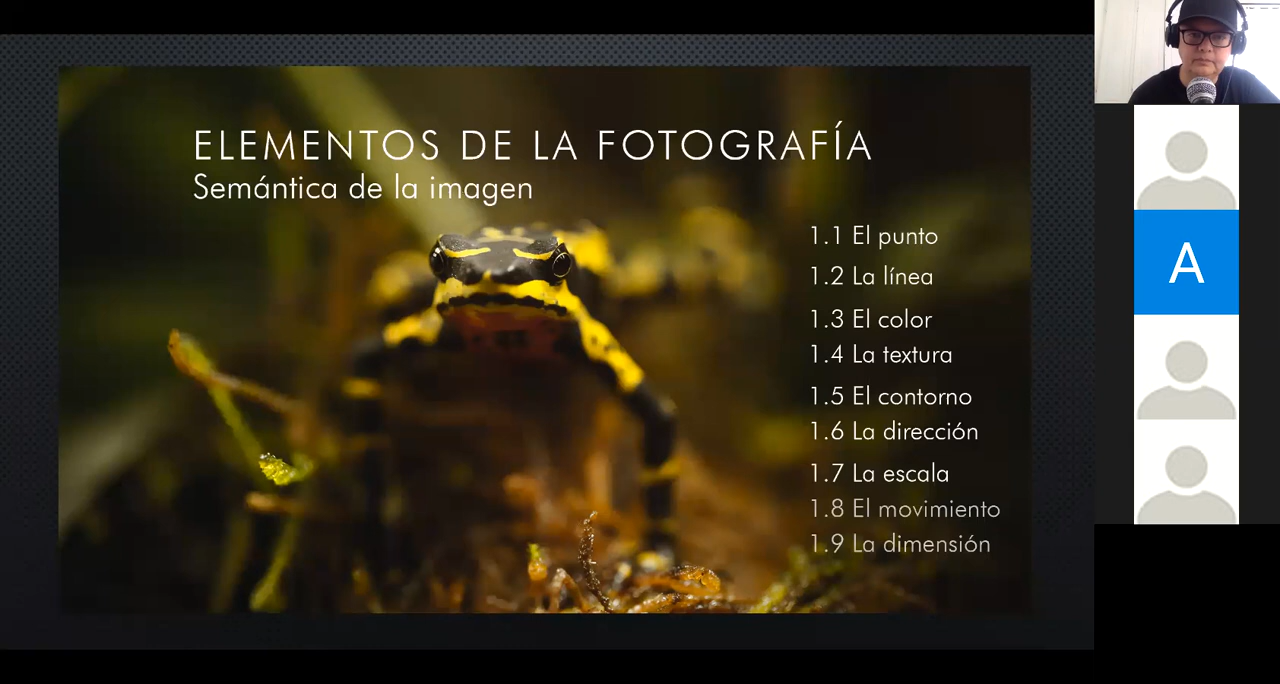 ELEMENTOS DE LA FOTOGRAFÍA
Semántica de la imagen
1.1 El punto
1.2 La línea
1.3 El color
1.4 La textura
1.5 El contorno
1.6 La dirección
1.7 La escala
1.8 El movimiento
1.9 La dimensión
A